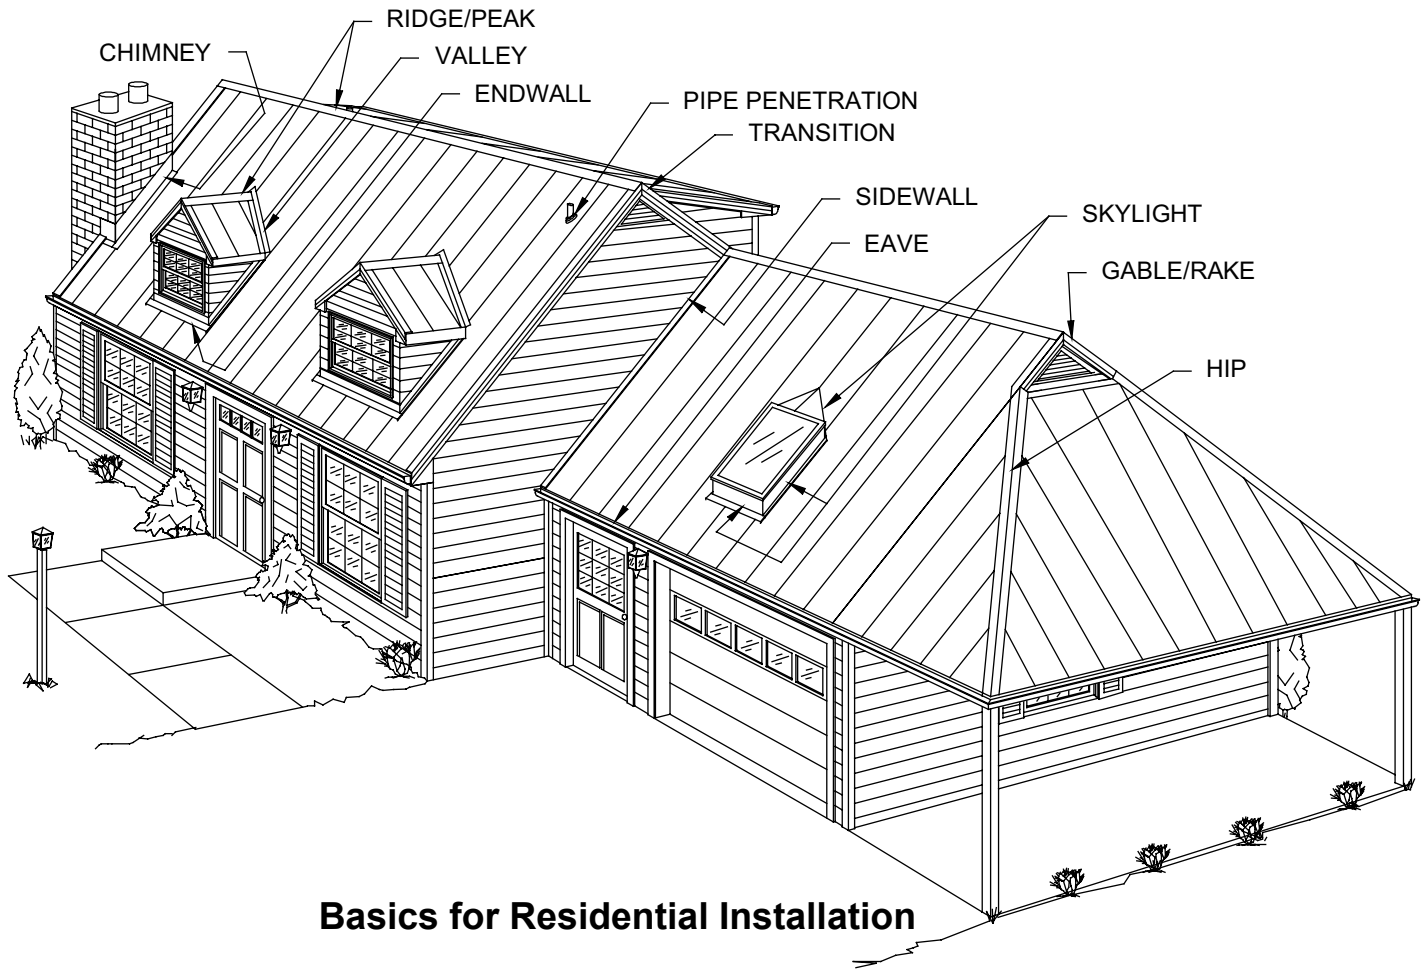 RIDGE/PEAK
CHIMNEY
VALLEY
ENDWALL
PIPE PENETRATION
TRANSITION
SIDEWALL
SKYLIGHT
EAVE
GABLE/RAKE
HIP
Basics for Residential Installation